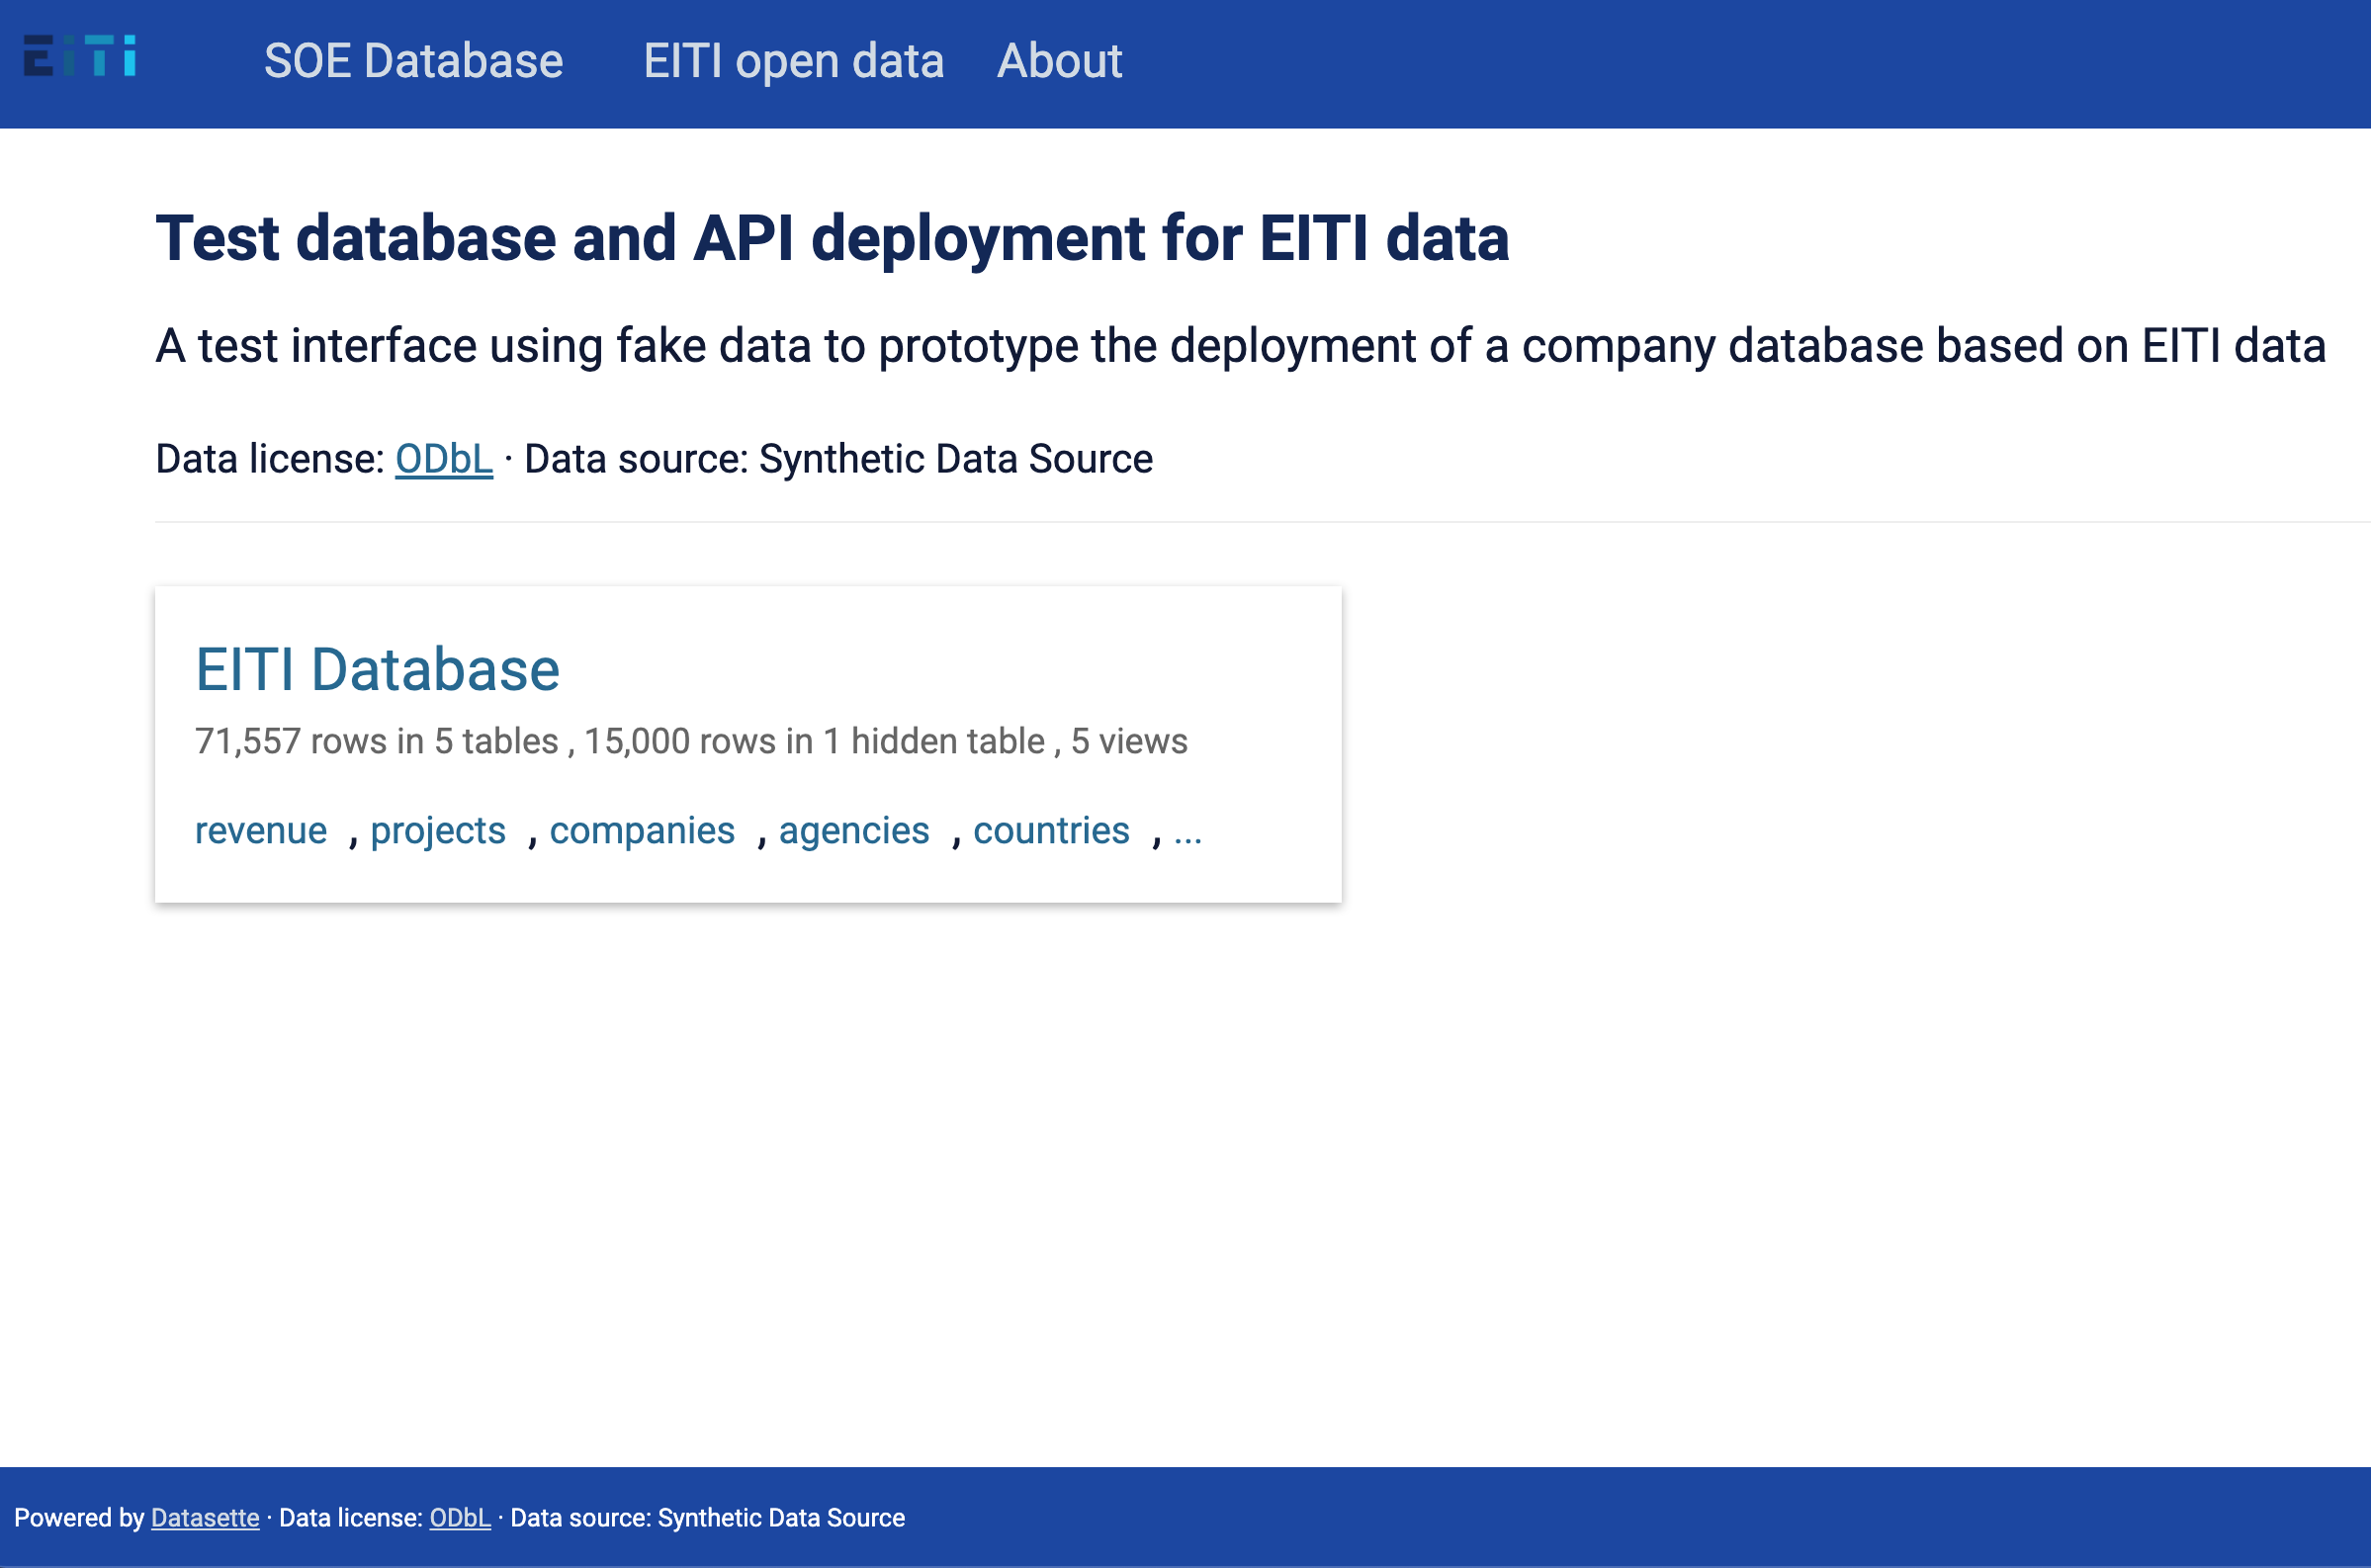 EiTi SOE Database EITI open data About
Test database and API deployment for EITI data
A test interface using fake data to prototype the deployment of a company database based on EITI data
Data license: ODbL · Data source: Synthetic Data Source
EITI Database
71,557 rows in 5 tables , 15,000 rows in 1 hidden table , 5 views
revenue , projects , companies , agencies , countries , ...
Powered by Datasette · Data license: ODbL · Data source: Synthetic Data Source